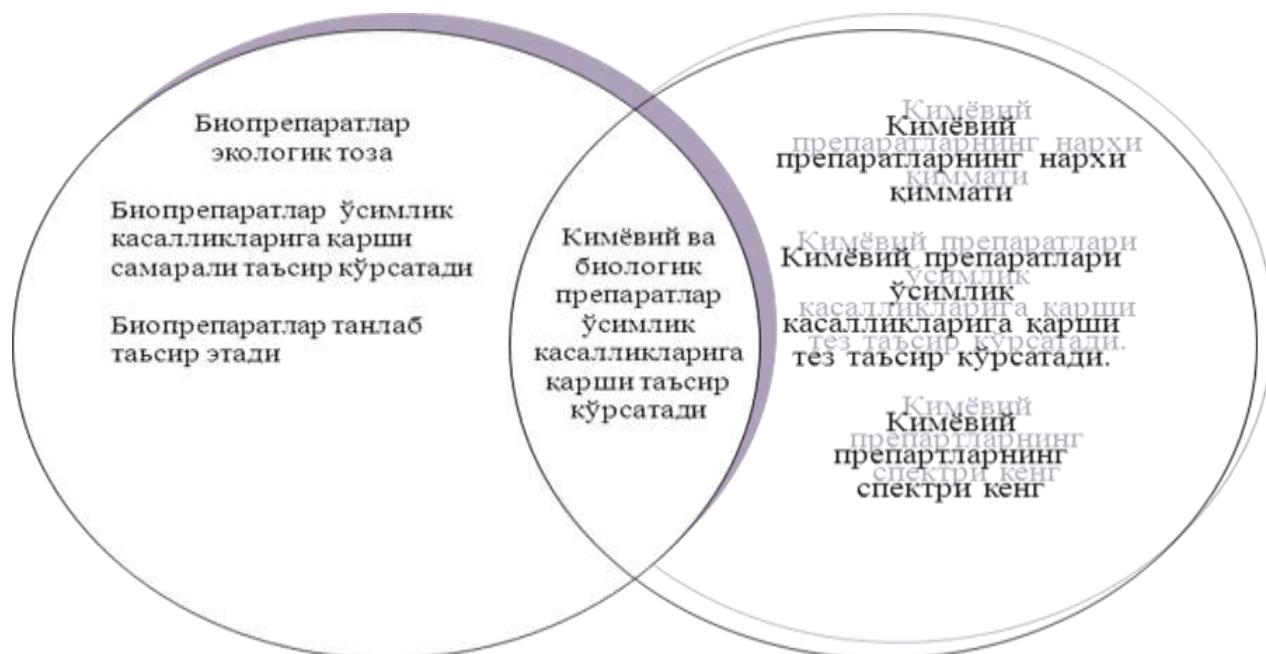 Биопрепаратлар
экологик тоза
Биопрепаратлар ўсимлик
касалликларига қарши
самарали таъсир кўрсатади
Биопрепаратлар танлаб
таьсир этади
Кимёвий ва
биологик
препаратлар
ўсимлик
касалликларига
қарши таъсир
кўрсатади
Кимёвий
препаратларнинг нархи
қиммати
Кимёвий препаратлари
ўсимлик
касалликларига қарши
тез таъсир кўрсатади.
Кимёвий
препартларнинг
спектри кенг